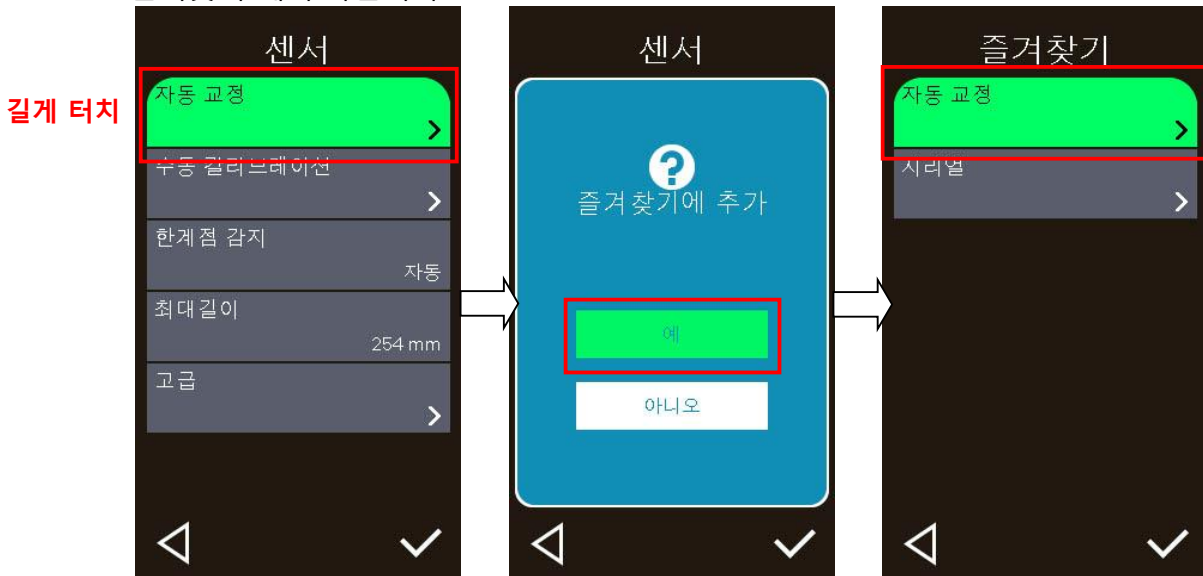 센서
자동 교정
수동 캘리브레이션
한계점 감지
자동
최대길이
254 mm
고급
길게 터치
센서
?
즐겨찾기에 추가
예
아니오
즐겨찾기
자동 교정
시리얼